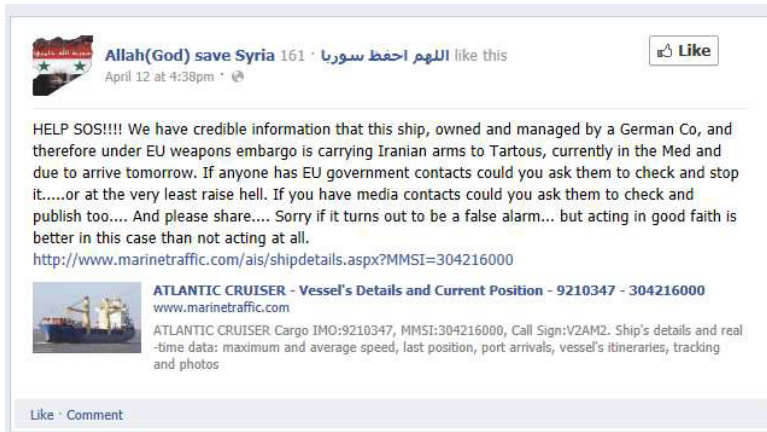 Allah(God) save Syria اللهم احفظ سوريا · 161 like this
Like
April 12 at 4:38pm ·
HELP SOS!!!! We have credible information that this ship, owned and managed by a German Co, and
therefore under EU weapons embargo is carrying Iranian arms to Tartous, currently in the Med and
due to arrive tomorrow. If anyone has EU government contacts could you ask them to check and stop
it.....or at the very least raise hell. If you have media contacts could you ask them to check and
publish too.... And please share.... Sorry if it turns out to be a false alarm... but acting in good faith is
better in this case than not acting at all.
http://www.marinetraffic.com/ais/shipdetails.aspx?MMSI=304216000
ATLANTIC CRUISER - Vessel's Details and Current Position - 9210347 - 304216000
www.marinetraffic.com
ATLANTIC CRUISER Cargo IMO:9210347, MMSI:304216000, Call Sign:V2AM2. Ship's details and real
-time data: maximum and average speed, last position, port arrivals, vessel's itineraries, tracking
and photos
Like · Comment